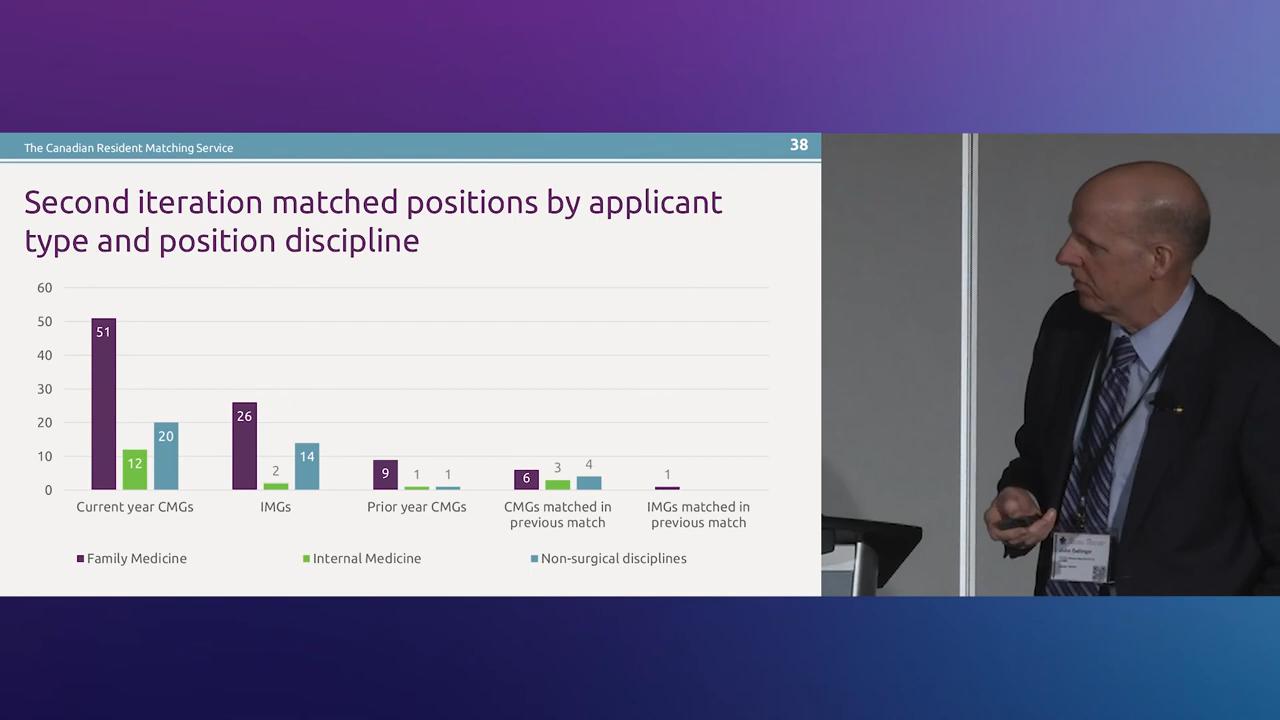 The Canadian Resident Matching Service
38
Second iteration matched positions by applicant
type and position discipline
60
50
40
30
20
10
0
51
12
20
26
2
14
9
1
1
6
3
4
1
Current year CMGs
IMGs
Prior year CMGs
CMGs matched in
previous match
IMGs matched in
previous match
Family Medicine
Internal Medicine
Non-surgical disciplines